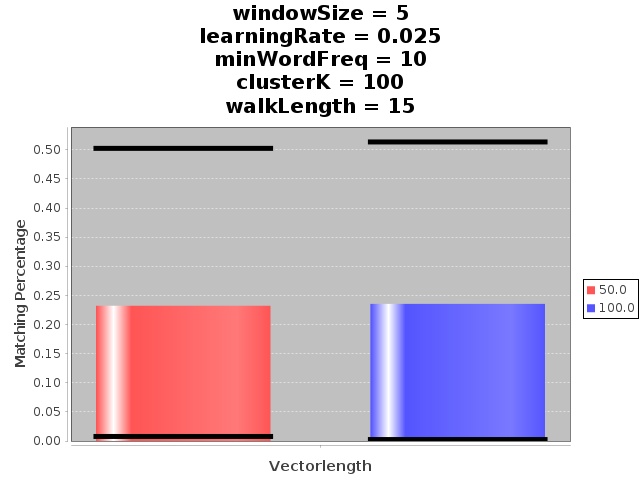 windowSize = 5
learningRate = 0.025
minWordFreq = 10
clusterK = 100
walkLength = 15
Matching Percentage
0.50
0.45
0.40
0.35
0.30
0.25
0.20
0.15
0.10
0.05
0.00
Vectorlength
50.0
100.0